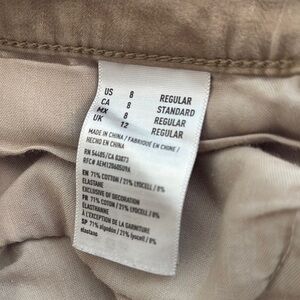 US 8 REGULAR
CA 8 STANDARD
MX 8 REGULAR
UK 12 REGULAR
MADE IN CHINA / FABRIQUÉ EN CHINE /
HECHO EN CHINA
RN 54485/CA 03873
EN 71% COTTON / 21% LYOCELL / 8%
ELASTANE
EXCLUSIVE OF DECORATION
FR 71% COTON / 21% LYOCELL / 8%
ÉLASTHANNE
À L'EXCEPTION DE LA GARNITURE
SP 71% algodón / 21% lyocell / 8%
elastano